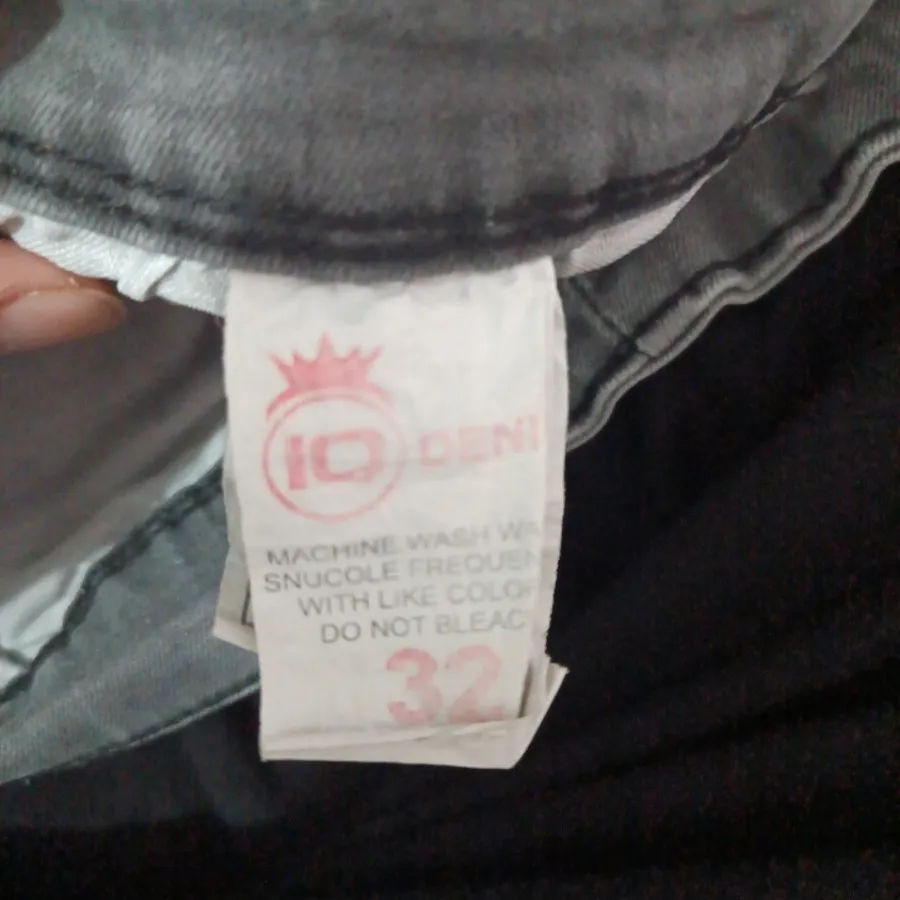 IQ DENI
MACHINE WASH WA
SNUCOLE FREQUEN
WITH LIKE COLOR
DO NOT BLEAC
32